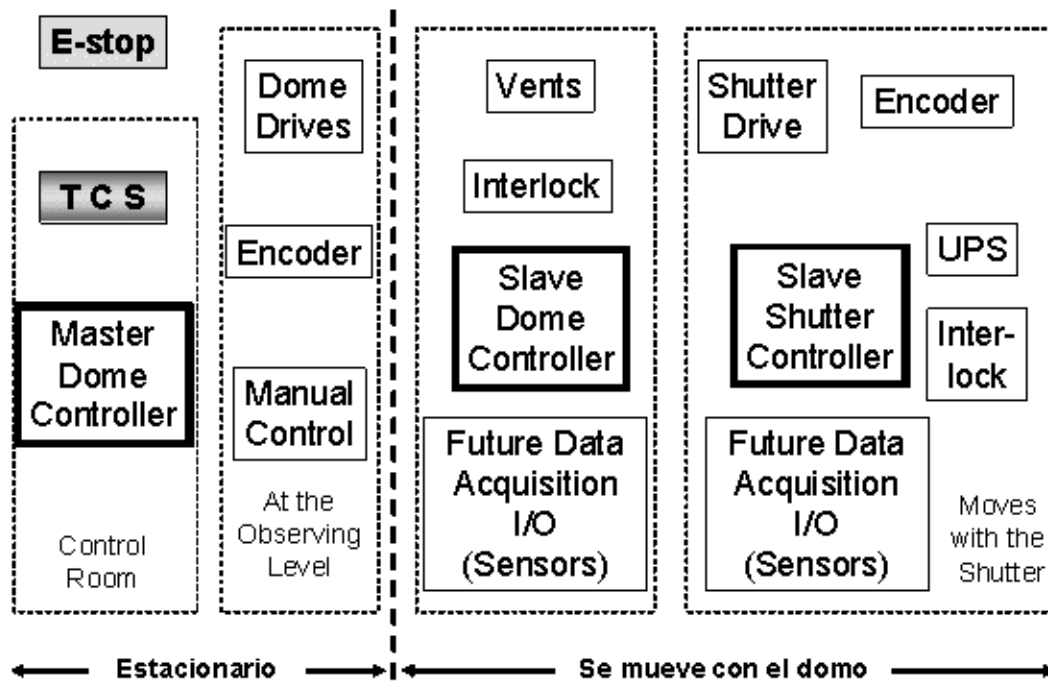 E-stop
T C S
Master
Dome
Controller
Control
Room
Dome
Drives
Encoder
Manual
Control
At the
Observing
Level
Vents
Interlock
Slave
Dome
Controller
Future Data
Acquisition
I/O
(Sensors)
Shutter
Drive
Encoder
UPS
Slave
Shutter
Controller
Inter-
lock
Future Data
Acquisition
I/O
(Sensors)
Moves
with the
Shutter
Estacionario
Se mueve con el domo